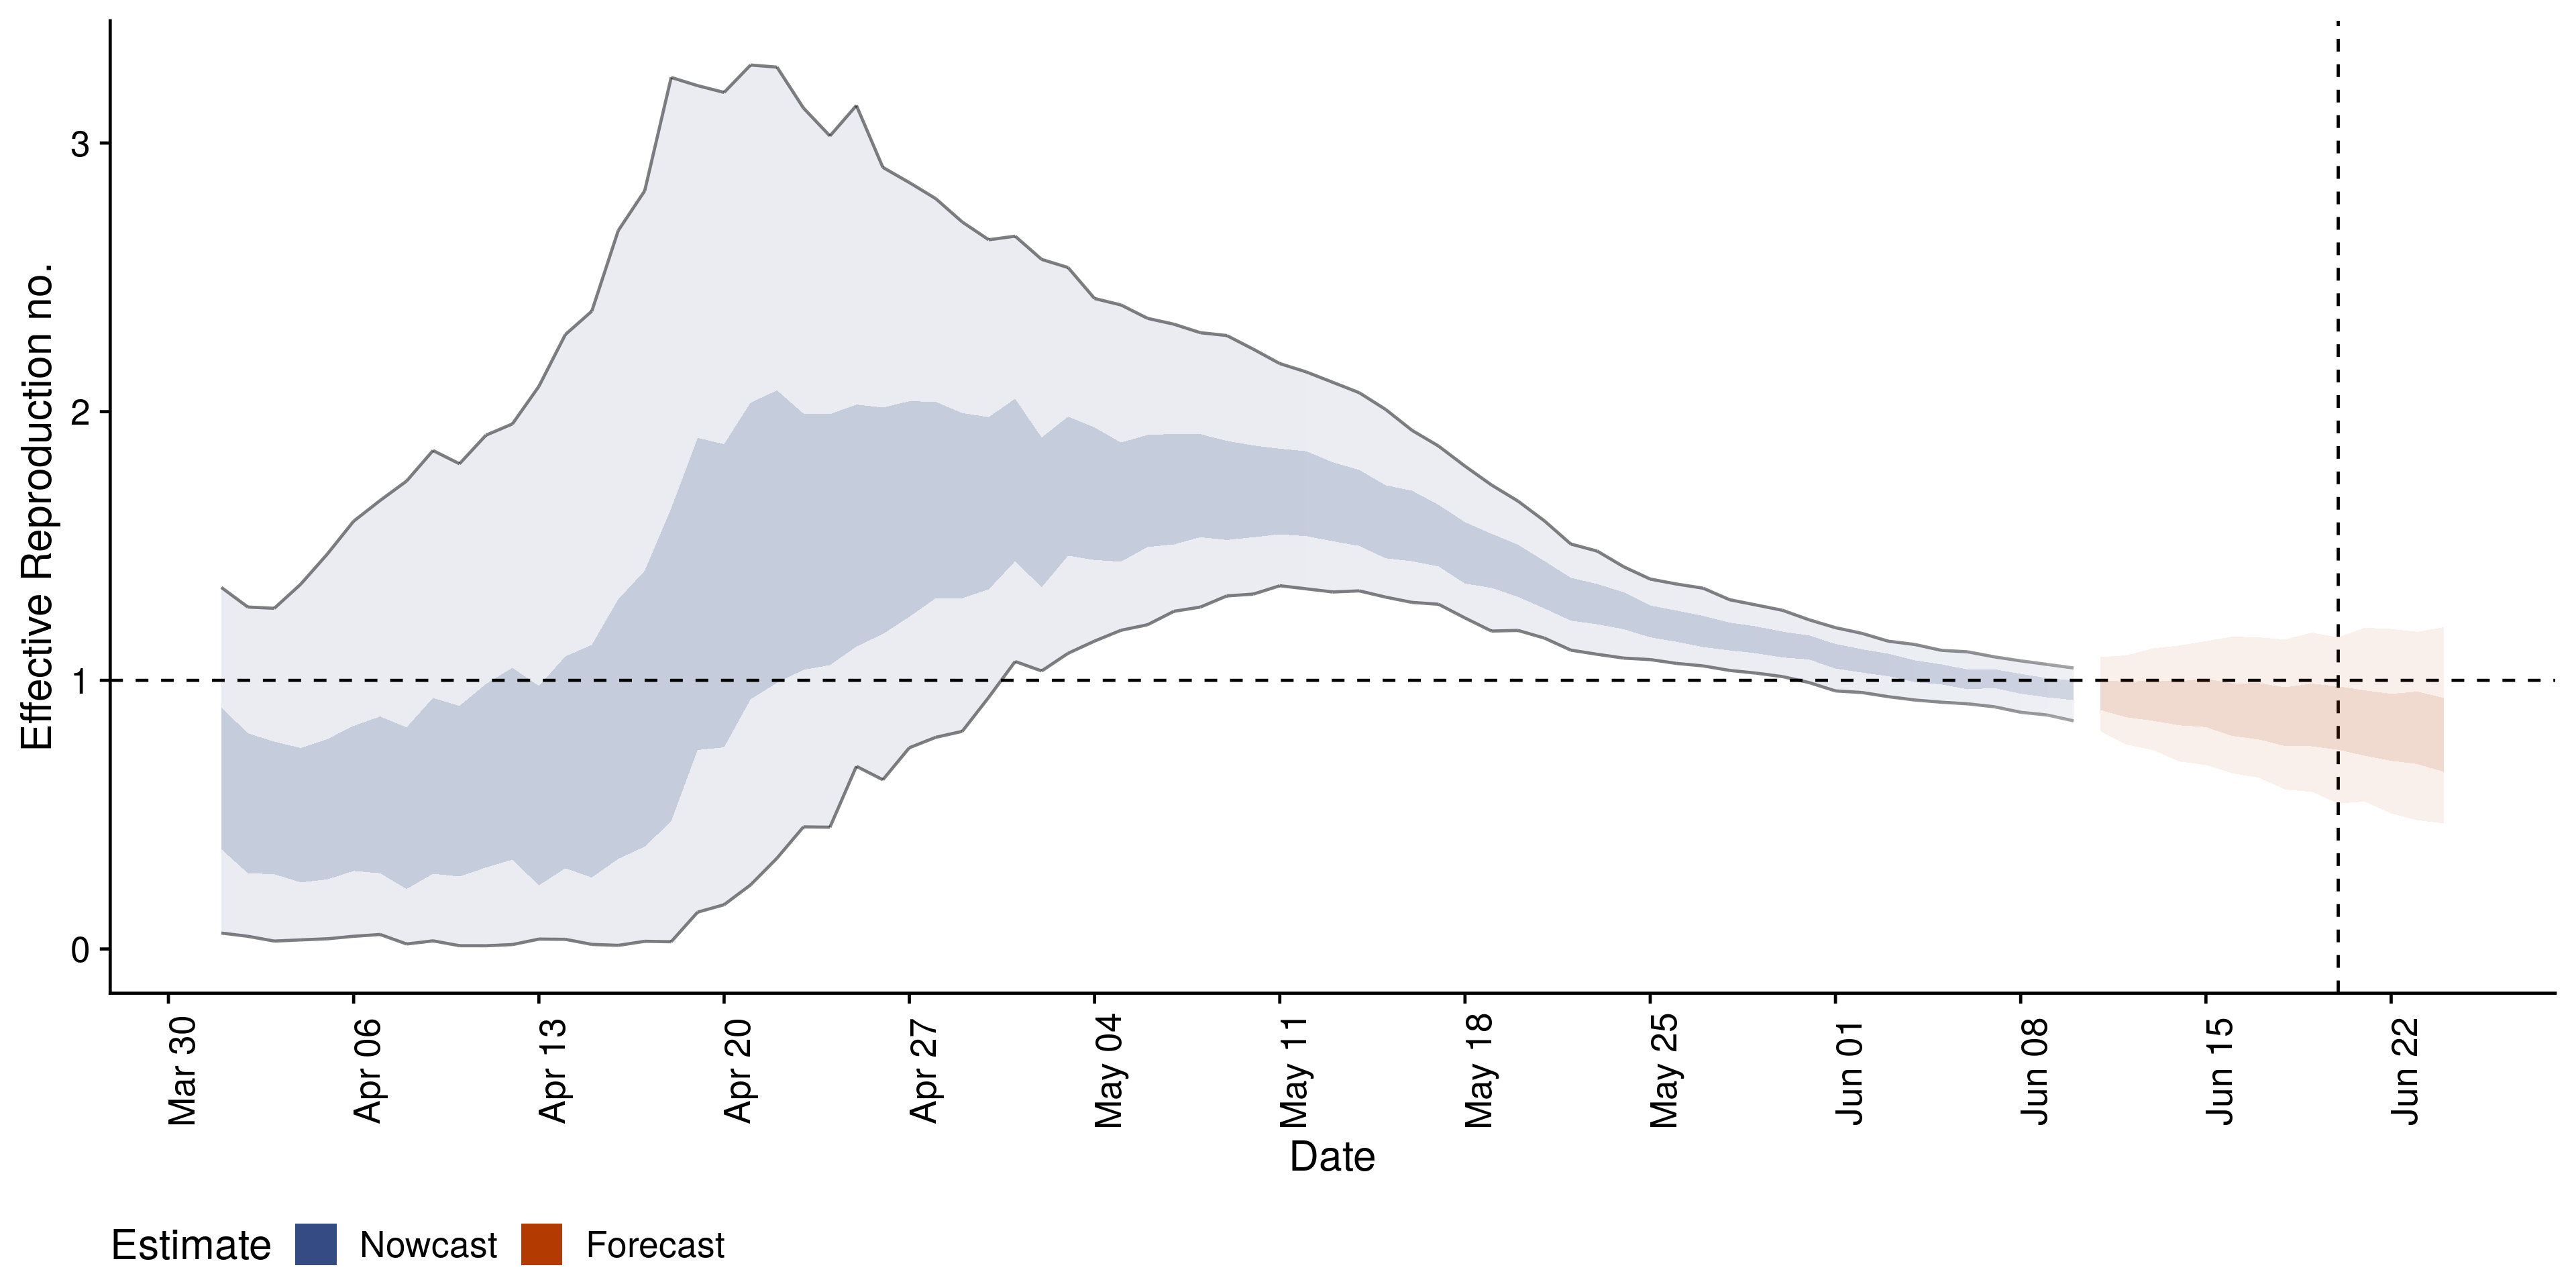 Effective Reproduction no.
3
2
1
0
Mar 30
Apr 06
Apr 13
Apr 20
Apr 27
May 04
May 11
May 18
May 25
Jun 01
Jun 08
Jun 15
Jun 22
Date
Estimate Nowcast Forecast